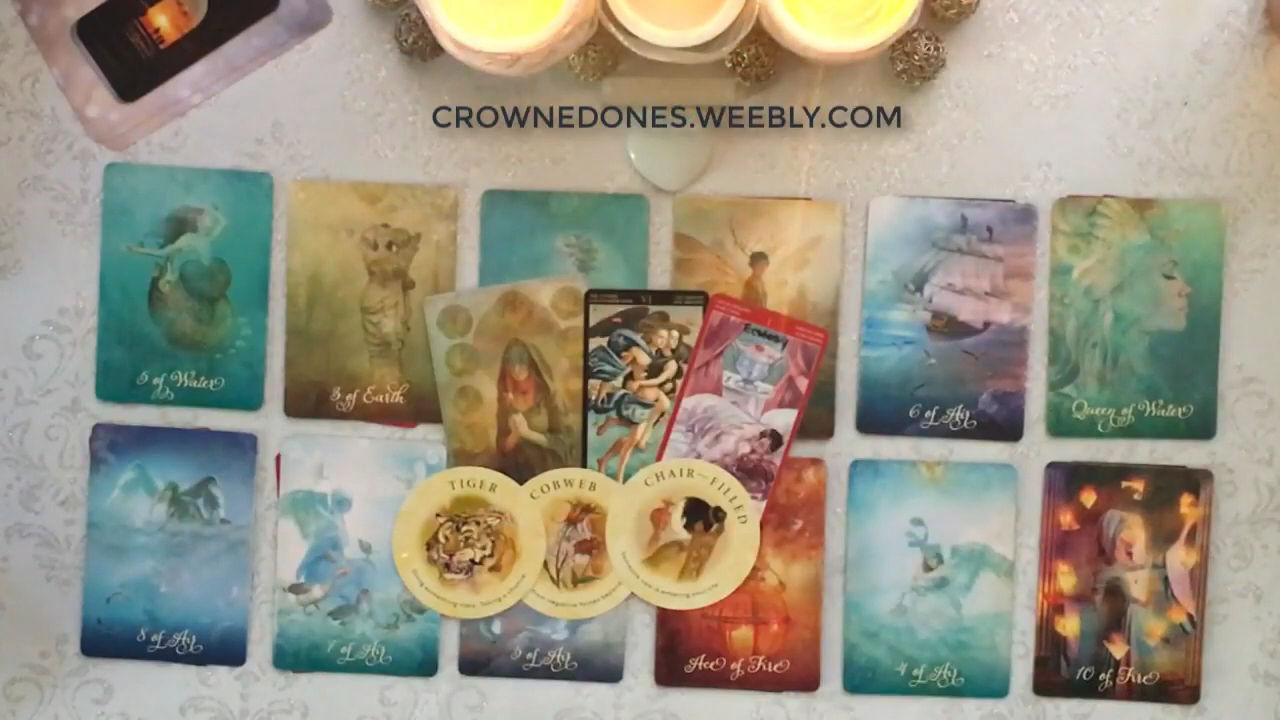 CROWNEDONES.WEEBLY.COM
5 of Water
3 of Earth
6 of Air
Queen of Water
VI
TIGER
COBWEB
CHAIR-FILLED
8 of Air
7 of Air
5 of Air
Ace of Fire
4 of Air
10 of Fire